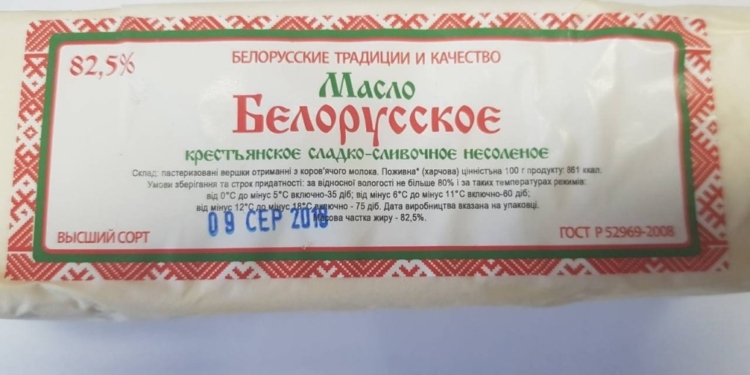 82,5%
БЕЛОРУССКИЕ ТРАДИЦИИ И КАЧЕСТВО
Масло
Белорусское
крестьянское сладко-сливочное несоленое
Склад: пастеризовані вершки отриманні з коров'ячого молока. Поживна* (харчова) цінністьна 100 г продукту: 661 ккал.
Умови зберігання та строк придатності: за відносної вологості не більше 80% і за таких температурах режимів:
від 0°С до мінус 5°С включно-35 діб; від мінус 6°С до мінус 11°С включно-60 діб;
від мінус 12°С до мінус 18°С включно - 75 діб. Дата виробництва вказана на упаковці.
Масова частка жиру - 82,5%.
09 СЕР 2018
ВЫСШИЙ СОРТ
ГОСТ Р 52969-2008